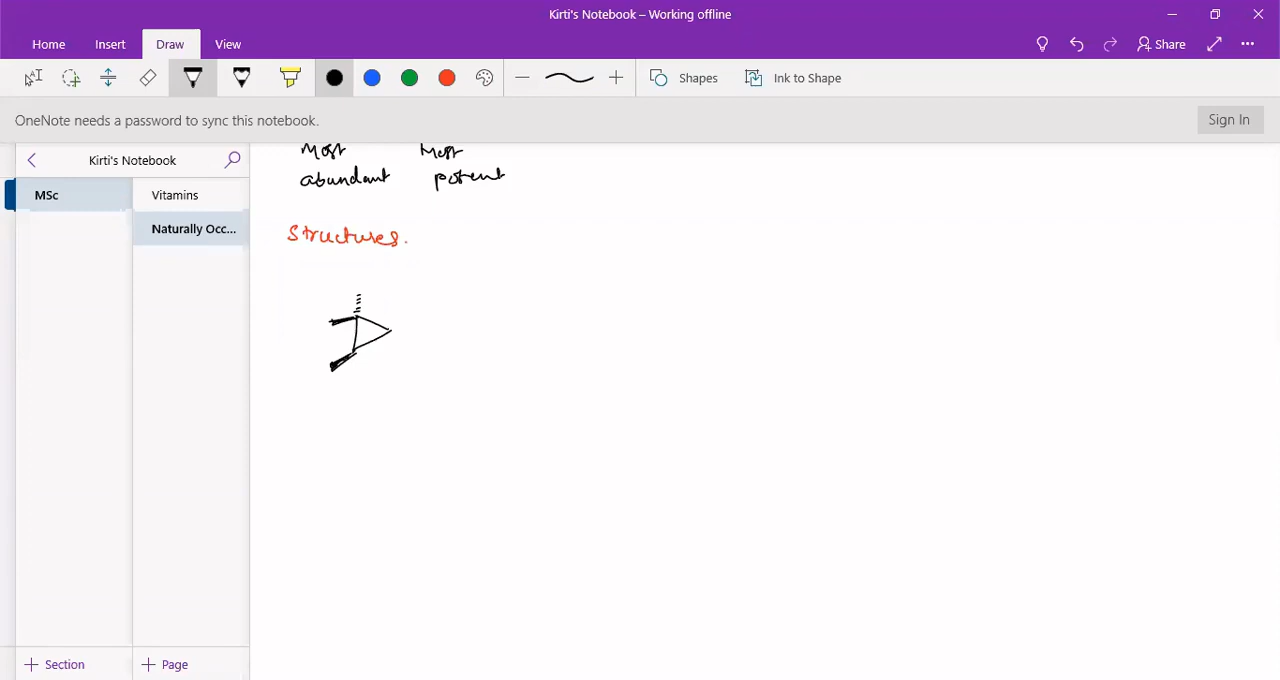 Kirti's Notebook – Working offline
Home Insert Draw View
Share
Shapes Ink to Shape
OneNote needs a password to sync this notebook.
Sign In
Kirti's Notebook
MSc
Vitamins
Naturally Occ...
Most Most
abundant potent
Structures.
+ Section + Page